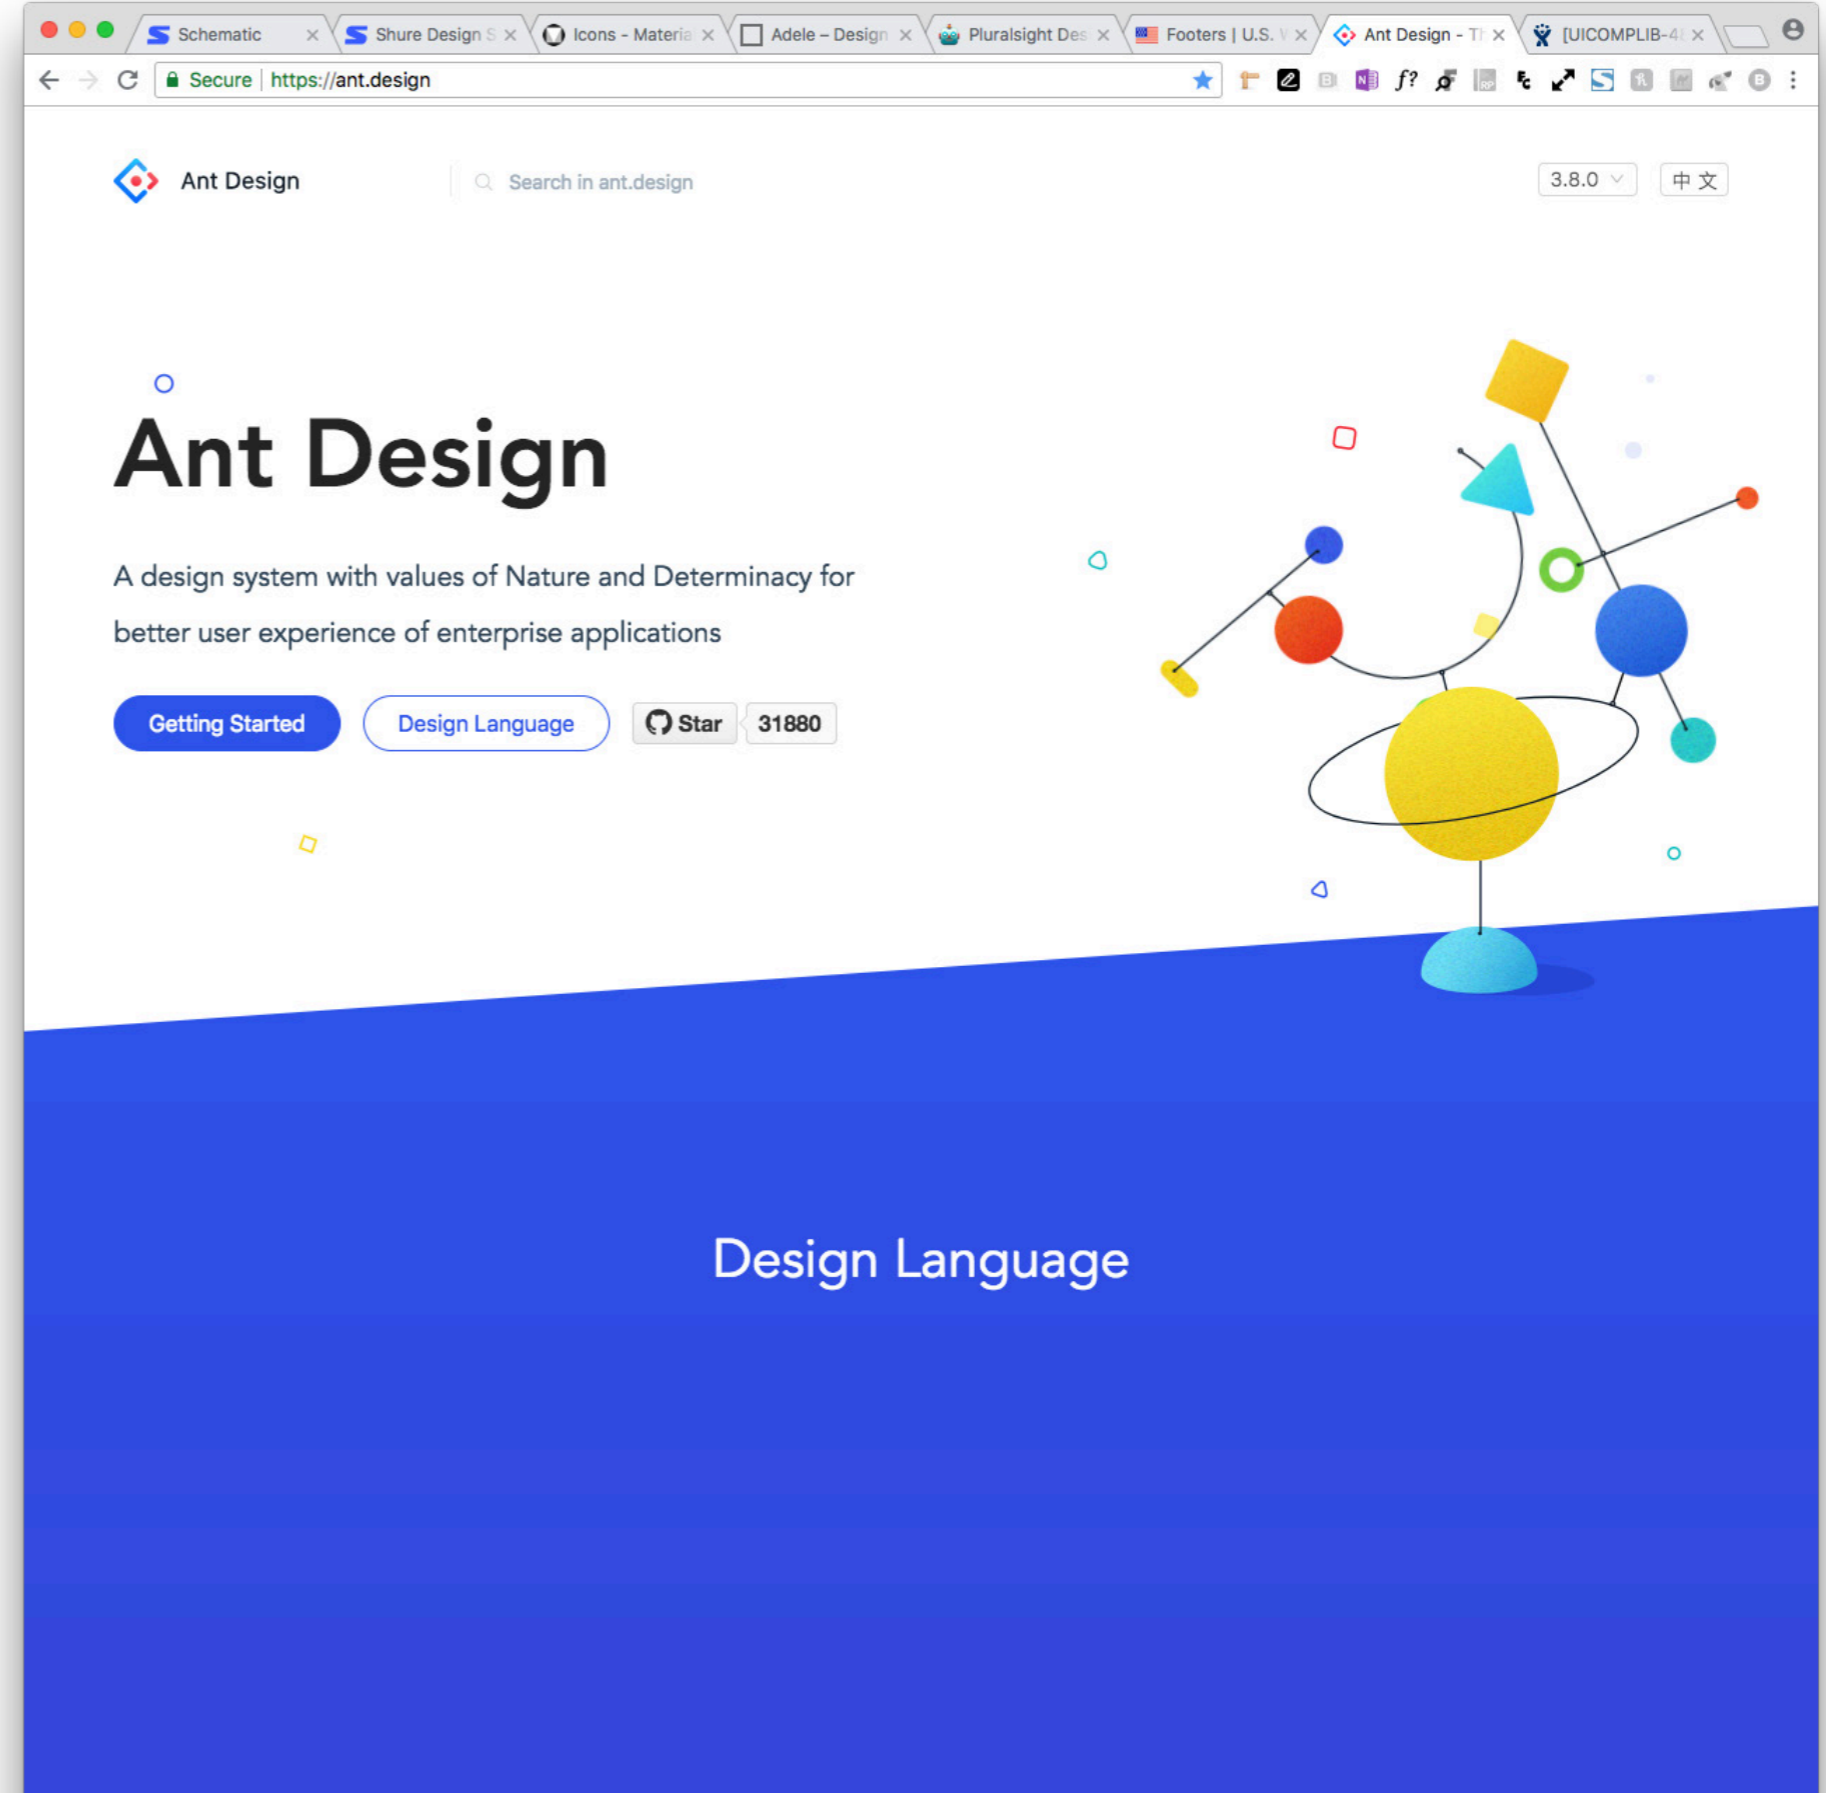 Schematic
Shure Design S
Icons - Materia
Adele – Design
Pluralsight Des
Footers | U.S.
Ant Design - T
[UICOMPLIB-4
Secure | https://ant.design
Ant Design
Search in ant.design
3.8.0
中 文
Ant Design
A design system with values of Nature and Determinacy for
better user experience of enterprise applications
Getting Started
Design Language
Star
31880
Design Language